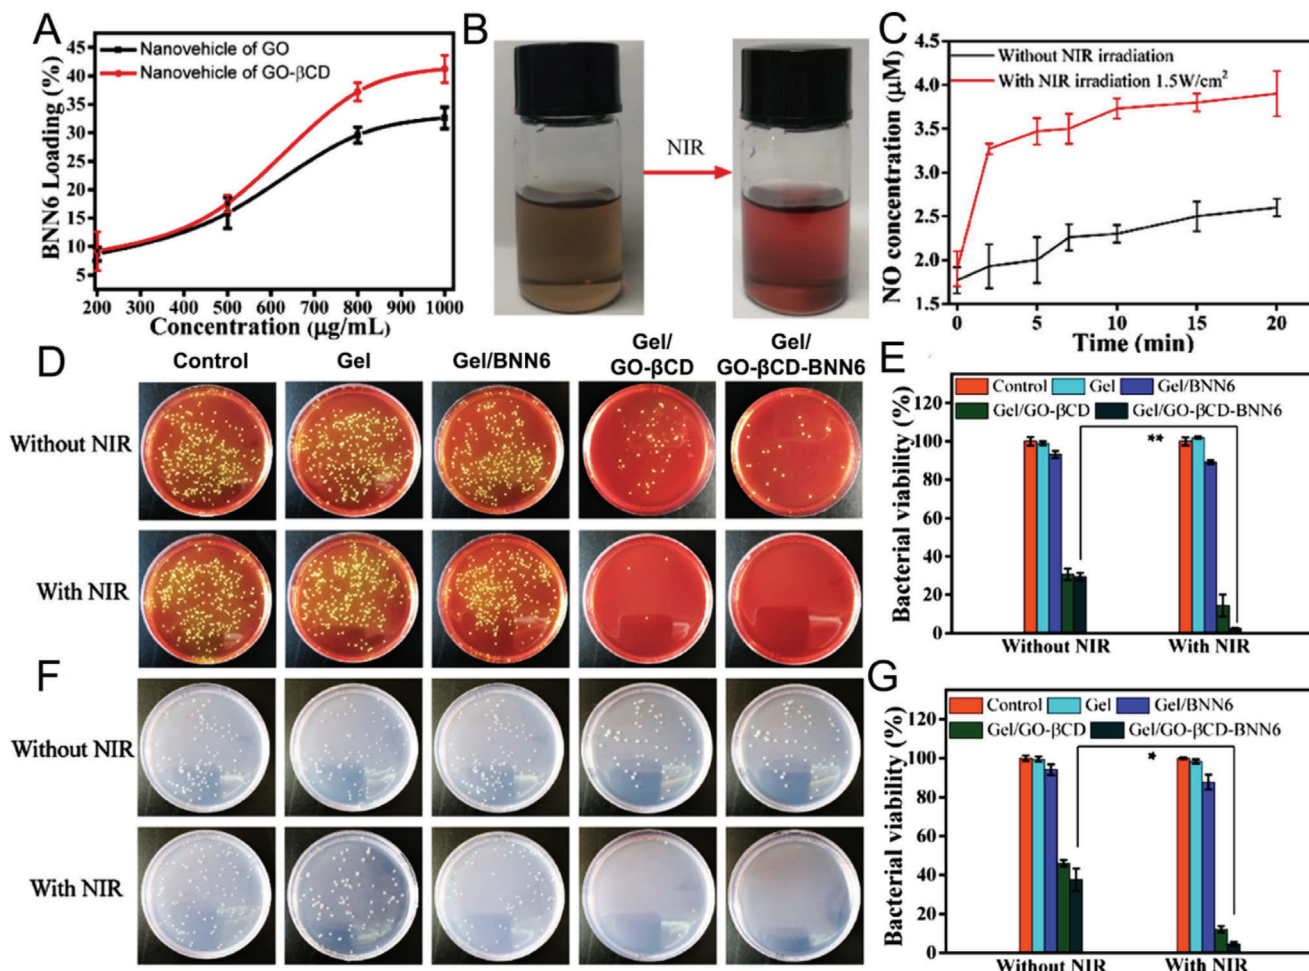 A
Nanovehicle of GO
Nanovehicle of GO-βCD
BNN6 Loading (%)
45
40
35
30
25
20
15
10
5
200 300 400 500 600 700 800 900 1000
Concentration (μg/mL)
B
NIR
C
Without NIR irradiation
With NIR irradiation 1.5W/cm²
NO concentration (μM)
4.5
4.0
3.5
3.0
2.5
2.0
1.5
0 5 10 15 20
Time (min)
D
Control Gel Gel/BNN6 Gel/ Gel/
GO-βCD GO-βCD-BNN6
Without NIR
With NIR
E
Control Gel Gel/BNN6
Gel/GO-βCD Gel/GO-βCD-BNN6
Bacterial viability (%)
120
100
80
60
40
20
0
**
Without NIR With NIR
F
Without NIR
With NIR
G
Control Gel Gel/BNN6
Gel/GO-βCD Gel/GO-βCD-BNN6
Bacterial viability (%)
120
100
80
60
40
20
0
*
Without NIR With NIR